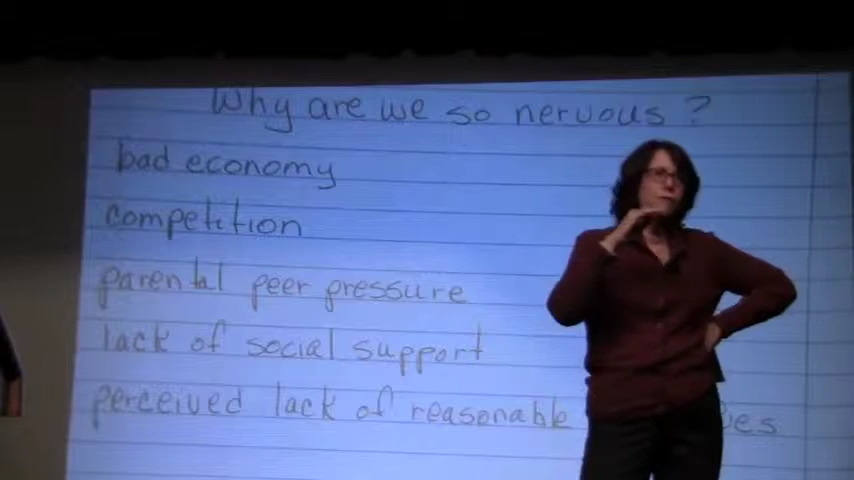 Why are we so nervous?
bad economy
competition
parental peer pressure
lack of social support
perceived lack of reasonable